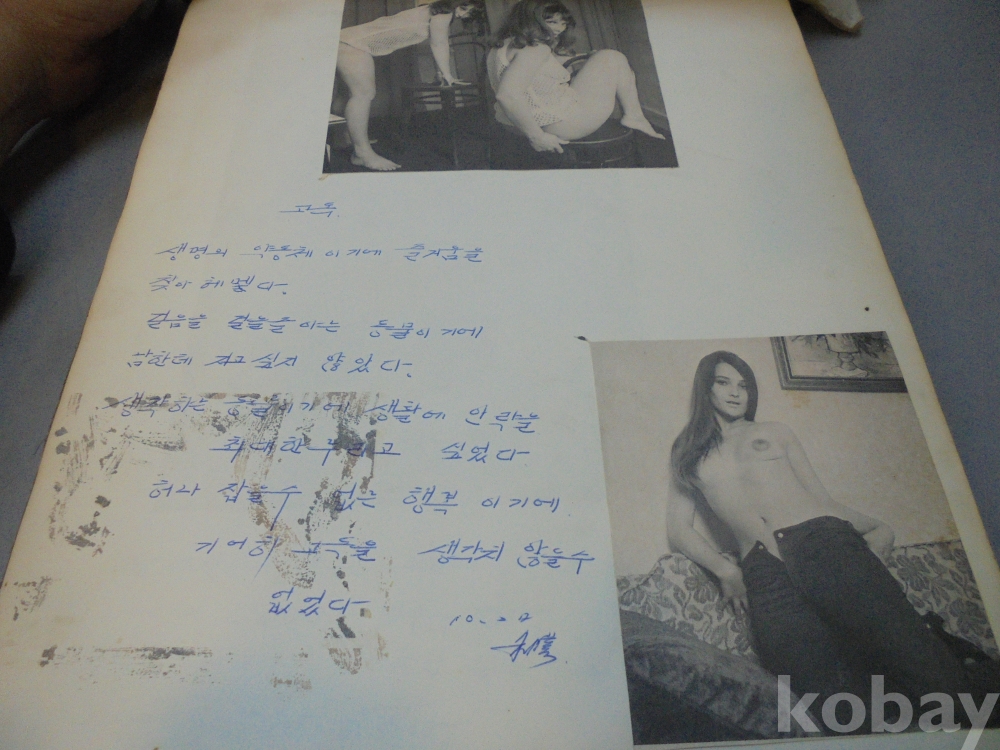 고독.
생명의 약동체 이기에 즐거움을
찾아 헤맸다.
젊음을 걸늘줄 아는 동물이기에
남한테 지고 싶지 않았다.
생각하는 동물이기에 생활에 안락을
최대한 누리고 싶었다
허나 잡을수 없는 행복 이기에
기어히 고독을 생각치 않을수
없었다
10. 22
kobay